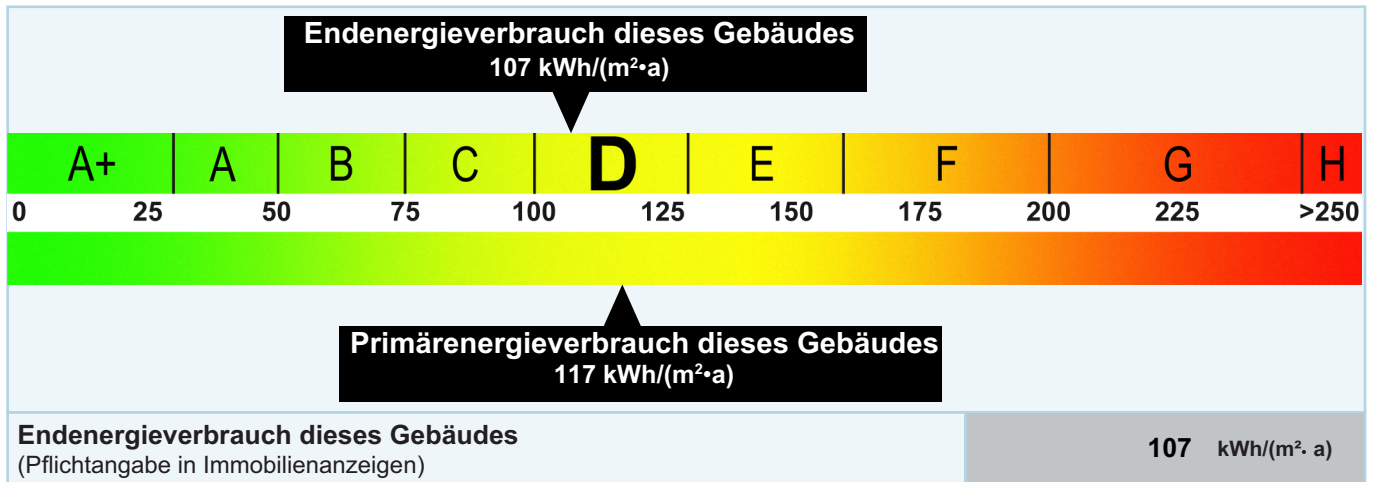 Endenergieverbrauch dieses Gebäudes
107 kWh/(m²•a)
A+ A B C D E F G H
0 25 50 75 100 125 150 175 200 225 >250
Primärenergieverbrauch dieses Gebäudes
117 kWh/(m²•a)
Endenergieverbrauch dieses Gebäudes
(Pflichtangabe in Immobilienanzeigen)
107 kWh/(m²· a)